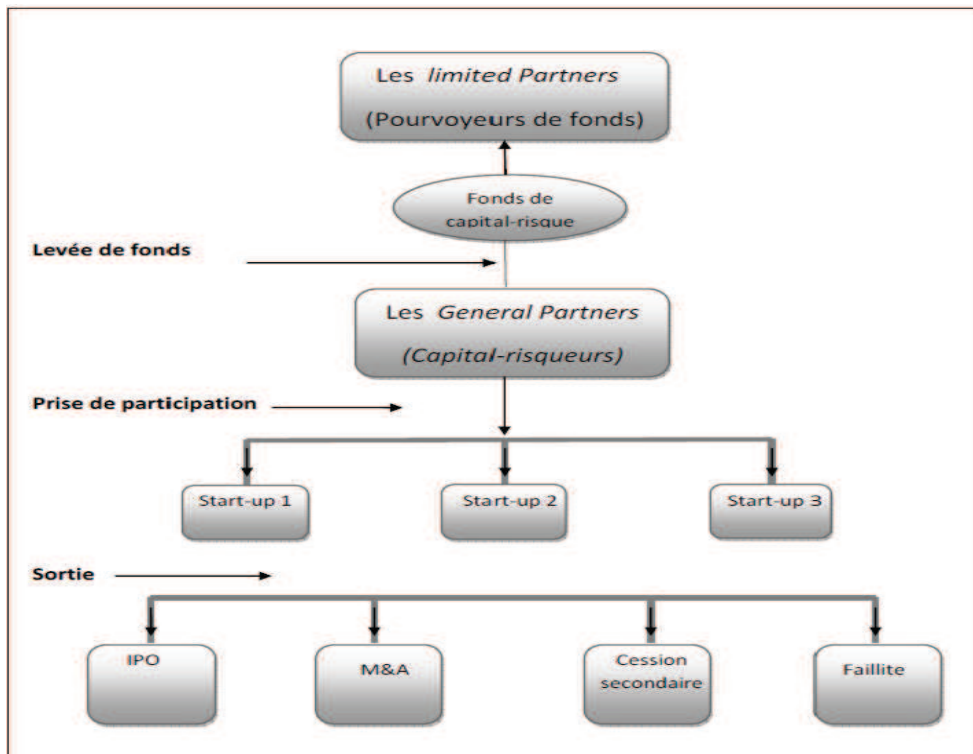 Les limited Partners
(Pourvoyeurs de fonds)
Fonds de
capital-risque
Levée de fonds
Les General Partners
(Capital-risqueurs)
Prise de participation
Start-up 1
Start-up 2
Start-up 3
Sortie
IPO
M&A
Cession
secondaire
Faillite